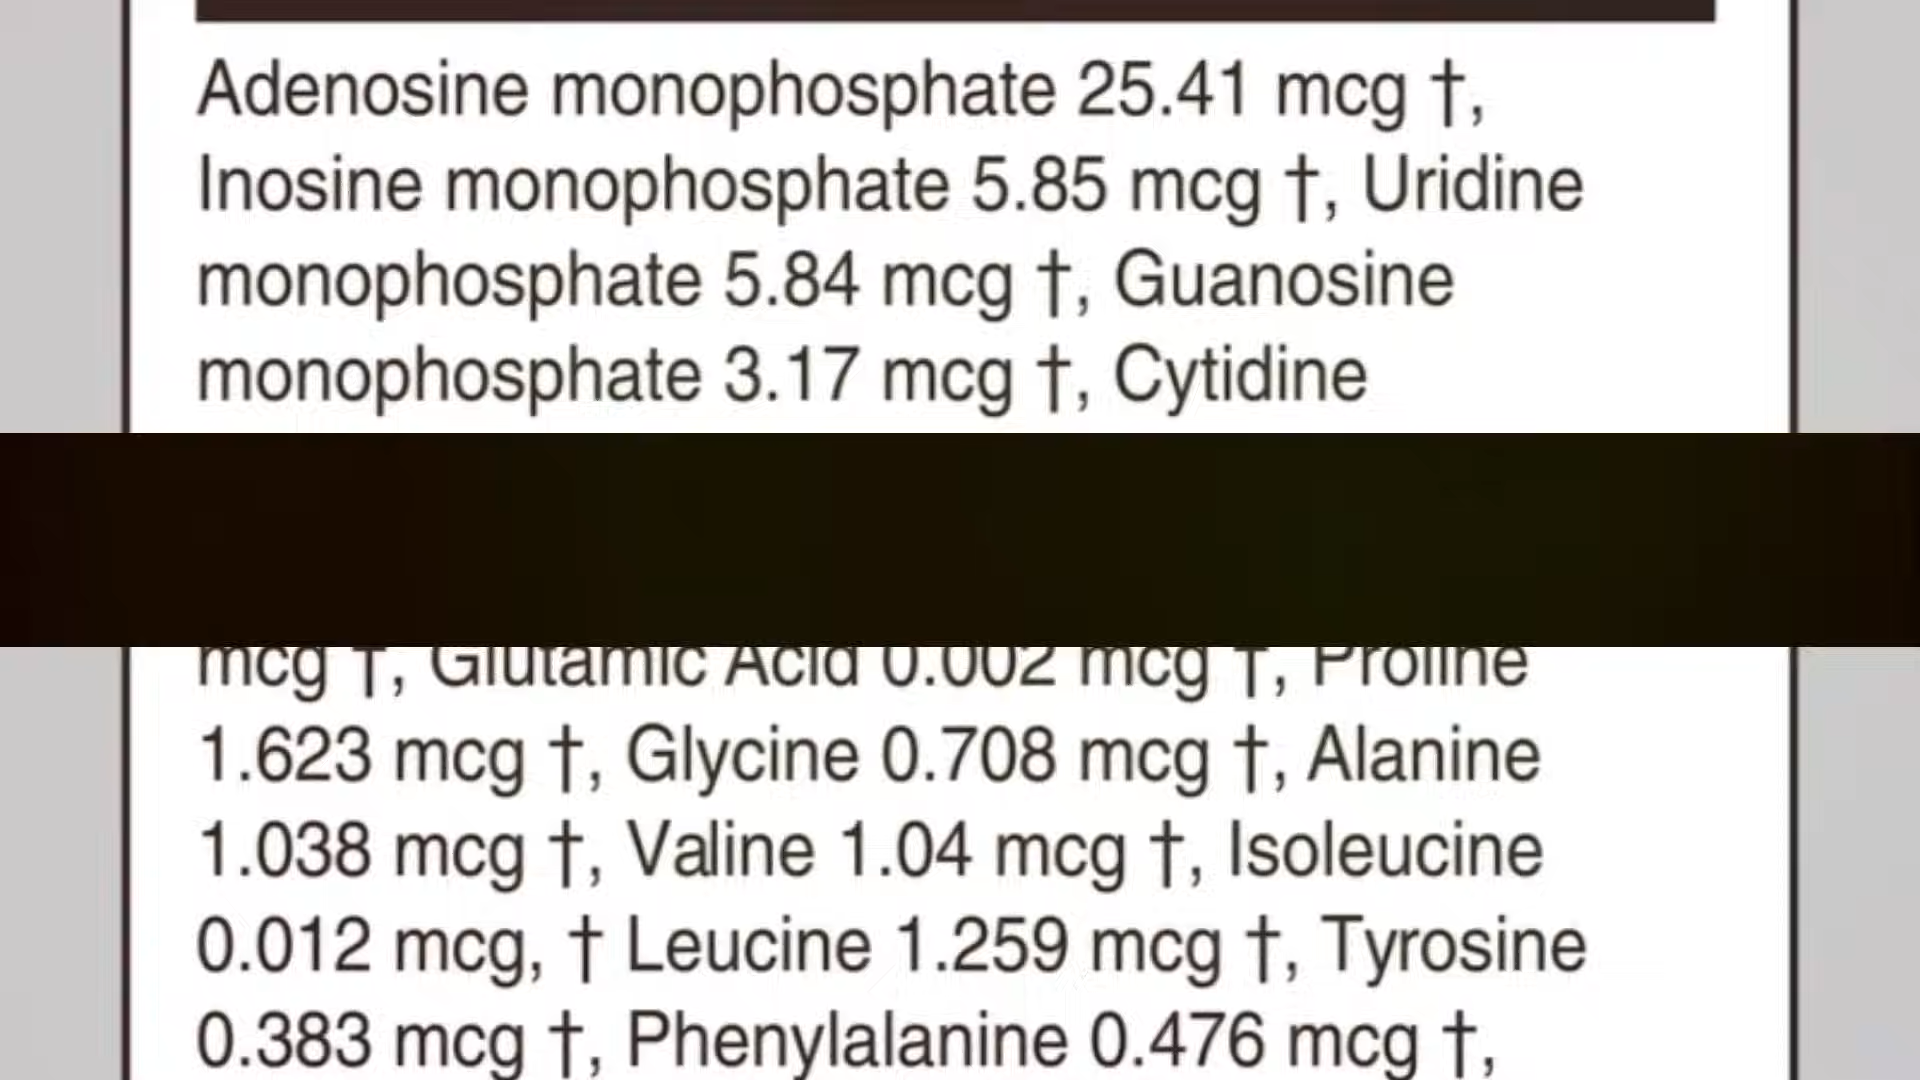 Adenosine monophosphate 25.41 mcg †,
Inosine monophosphate 5.85 mcg †, Uridine
monophosphate 5.84 mcg †, Guanosine
monophosphate 3.17 mcg †, Cytidine
mcg †, Glutamic Acid 0.002 mcg †, Proline
1.623 mcg †, Glycine 0.708 mcg †, Alanine
1.038 mcg †, Valine 1.04 mcg †, Isoleucine
0.012 mcg, † Leucine 1.259 mcg †, Tyrosine
0.383 mcg †, Phenylalanine 0.476 mcg †,